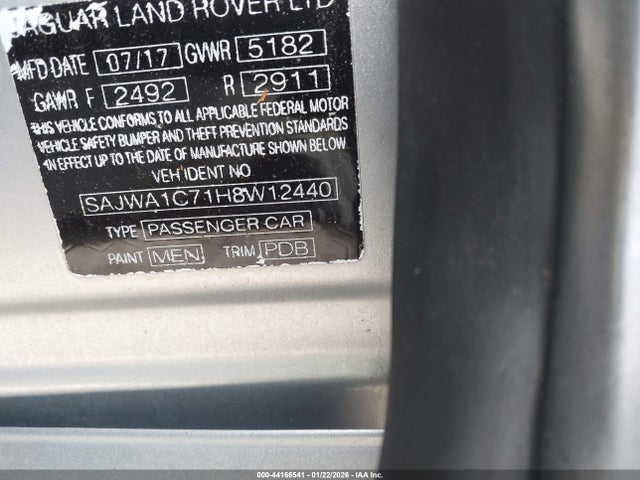 JAGUAR LAND ROVER LTD
MFD DATE 07/17 GVWR 5182
GAWR F 2492 R 2911
THIS VEHICLE CONFORMS TO ALL APPLICABLE FEDERAL MOTOR
VEHICLE SAFETY BUMPER AND THEFT PREVENTION STANDARDS
IN EFFECT UP TO THE DATE OF MANUFACTURE SHOWN BELOW
VEH IDENT NO
SAJWA1C71H8W12440
TYPE PASSENGER CAR
PAINT MEN TRIM PDB
000-44166541 - 01/22/2026 - IAA Inc.